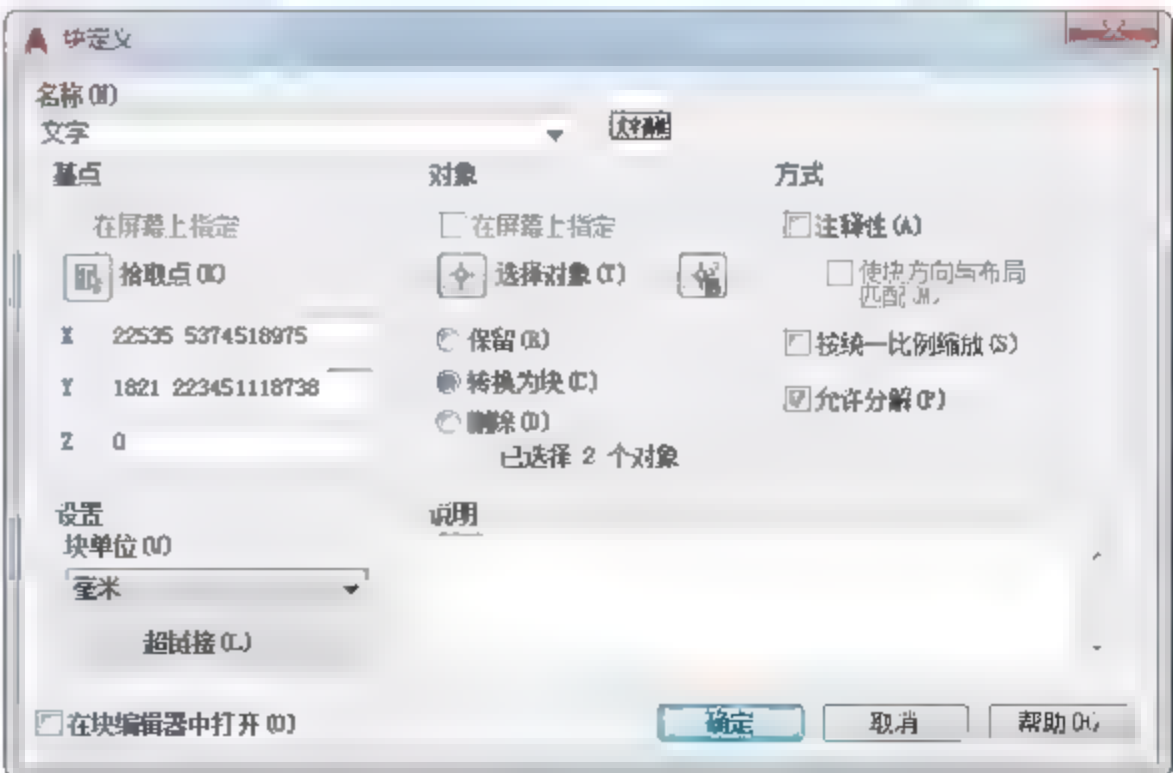 块定义
名称(N)
文字
基点
在屏幕上指定
拾取点(K)
X 22535 5374518975
Y 1821 223451118738
Z 0
对象
在屏幕上指定
选择对象(T)
保留(R)
转换为块(C)
删除(D)
已选择 2 个对象
方式
注释性(A)
使块方向与布局
匹配
按统一比例缩放(S)
允许分解(P)
设置
块单位(U)
毫米
超链接(L)
说明
在块编辑器中打开(O)
确定
取消
帮助(H)